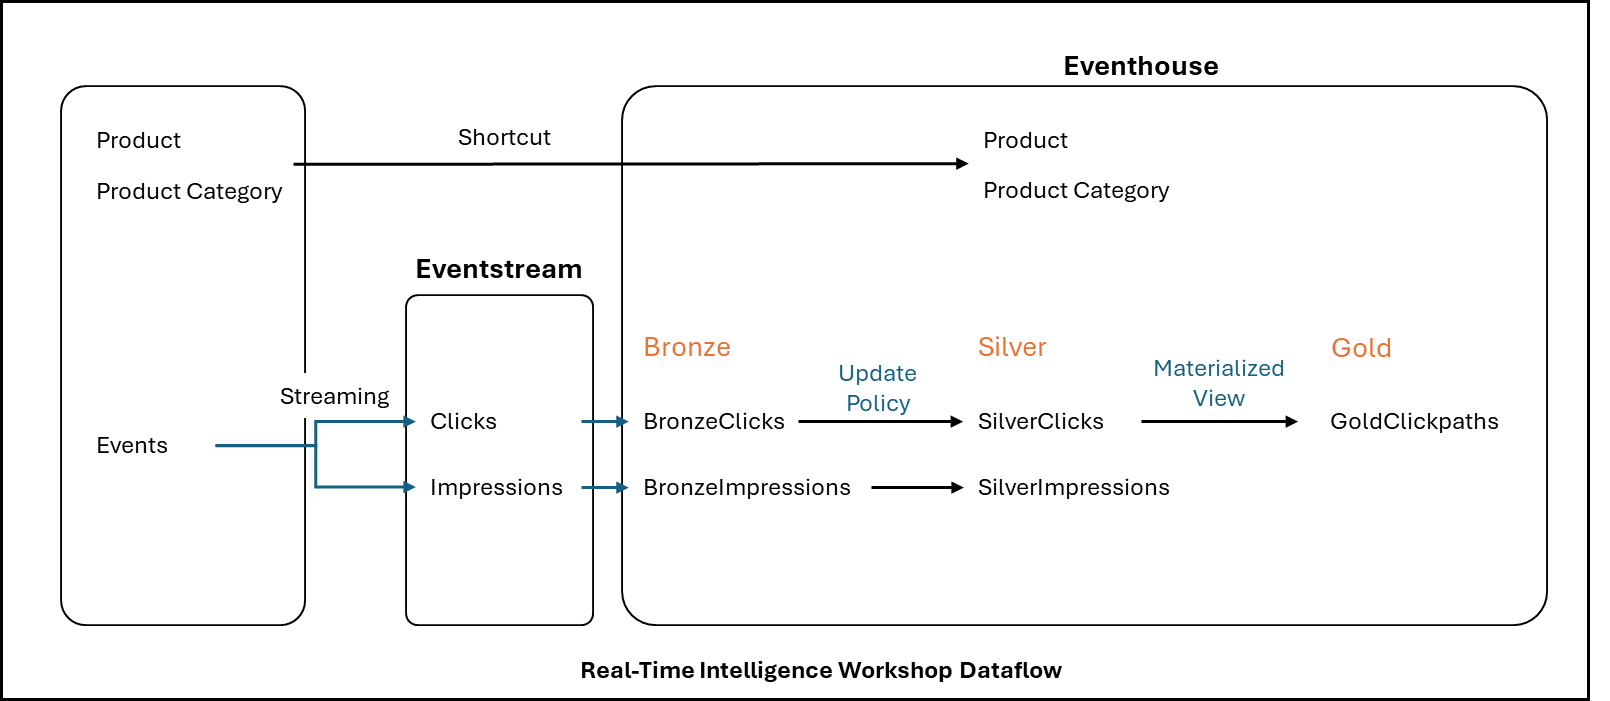 Eventhouse
Product
Shortcut
Product
Product Category
Product Category
Eventstream
Bronze
Silver
Gold
Update
Policy
Materialized
View
Streaming
Events
Clicks
BronzeClicks
SilverClicks
GoldClickpaths
Impressions
BronzeImpressions
SilverImpressions
Real-Time Intelligence Workshop Dataflow